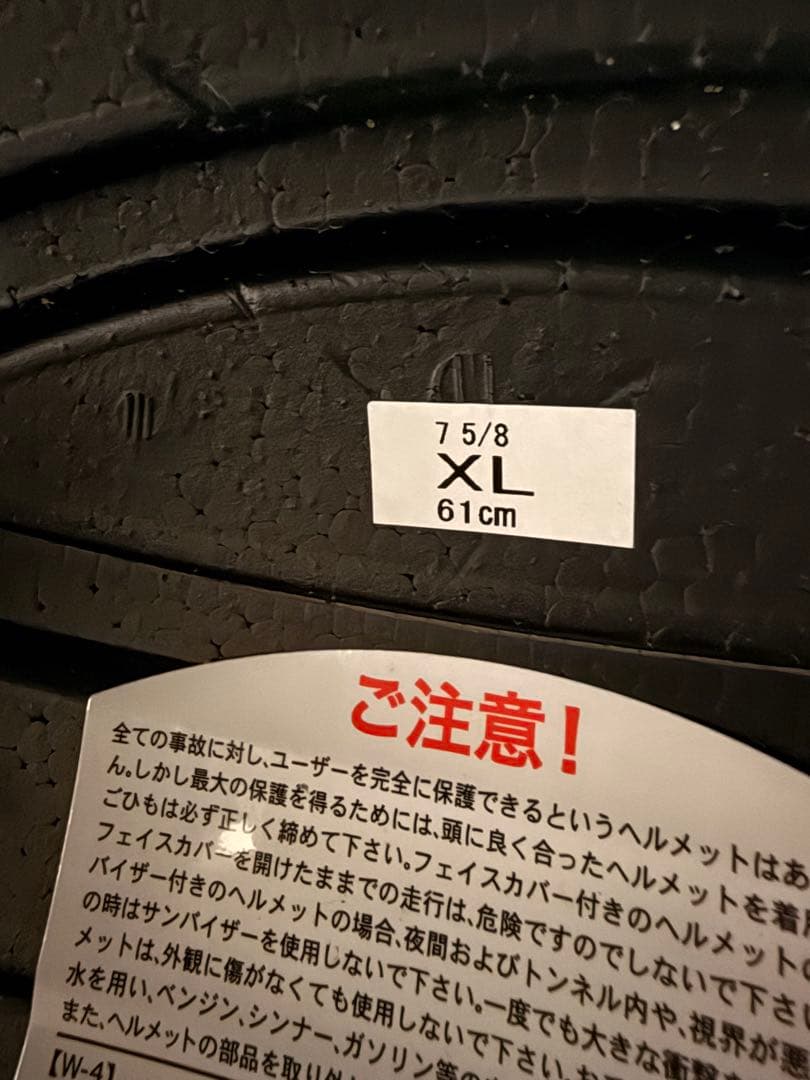 7 5/8
XL
61cm
ご注意!
全ての事故に対し、ユーザーを完全に保護できるというヘルメットはあ
ん。しかし最大の保護を得るためには、頭に良く合ったヘルメットを着用
ごひもは必ず正しく締めて下さい。フェイスカバー付きのヘルメットの
フェイスカバーを開けたままでの走行は、危険ですのでしないで下さい
バイザー付きのヘルメットの場合、夜間およびトンネル内や、視界が悪
の時はサンバイザーを使用しないで下さい。一度でも大きな衝撃を
メットは、外観に傷がなくても使用しないで下さい。お
水を用い、ベンジン、シンナー、ガソリン等の
また、ヘルメットの部品を取り外
【W-4】